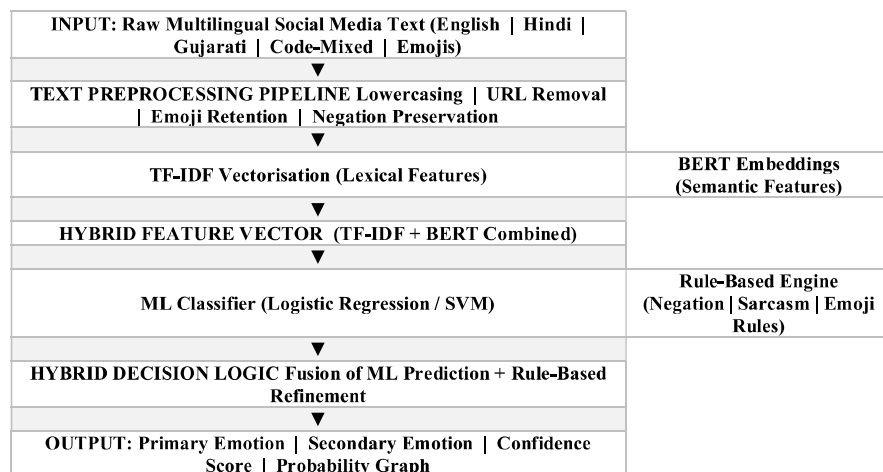 INPUT: Raw Multilingual Social Media Text (English | Hindi |
Gujarati | Code-Mixed | Emojis)
▼
TEXT PREPROCESSING PIPELINE Lowercasing | URL Removal
| Emoji Retention | Negation Preservation
▼
TF-IDF Vectorisation (Lexical Features)
BERT Embeddings
(Semantic Features)
▼
HYBRID FEATURE VECTOR (TF-IDF + BERT Combined)
▼
ML Classifier (Logistic Regression / SVM)
Rule-Based Engine
(Negation | Sarcasm | Emoji
Rules)
▼
HYBRID DECISION LOGIC Fusion of ML Prediction + Rule-Based
Refinement
▼
OUTPUT: Primary Emotion | Secondary Emotion | Confidence
Score | Probability Graph